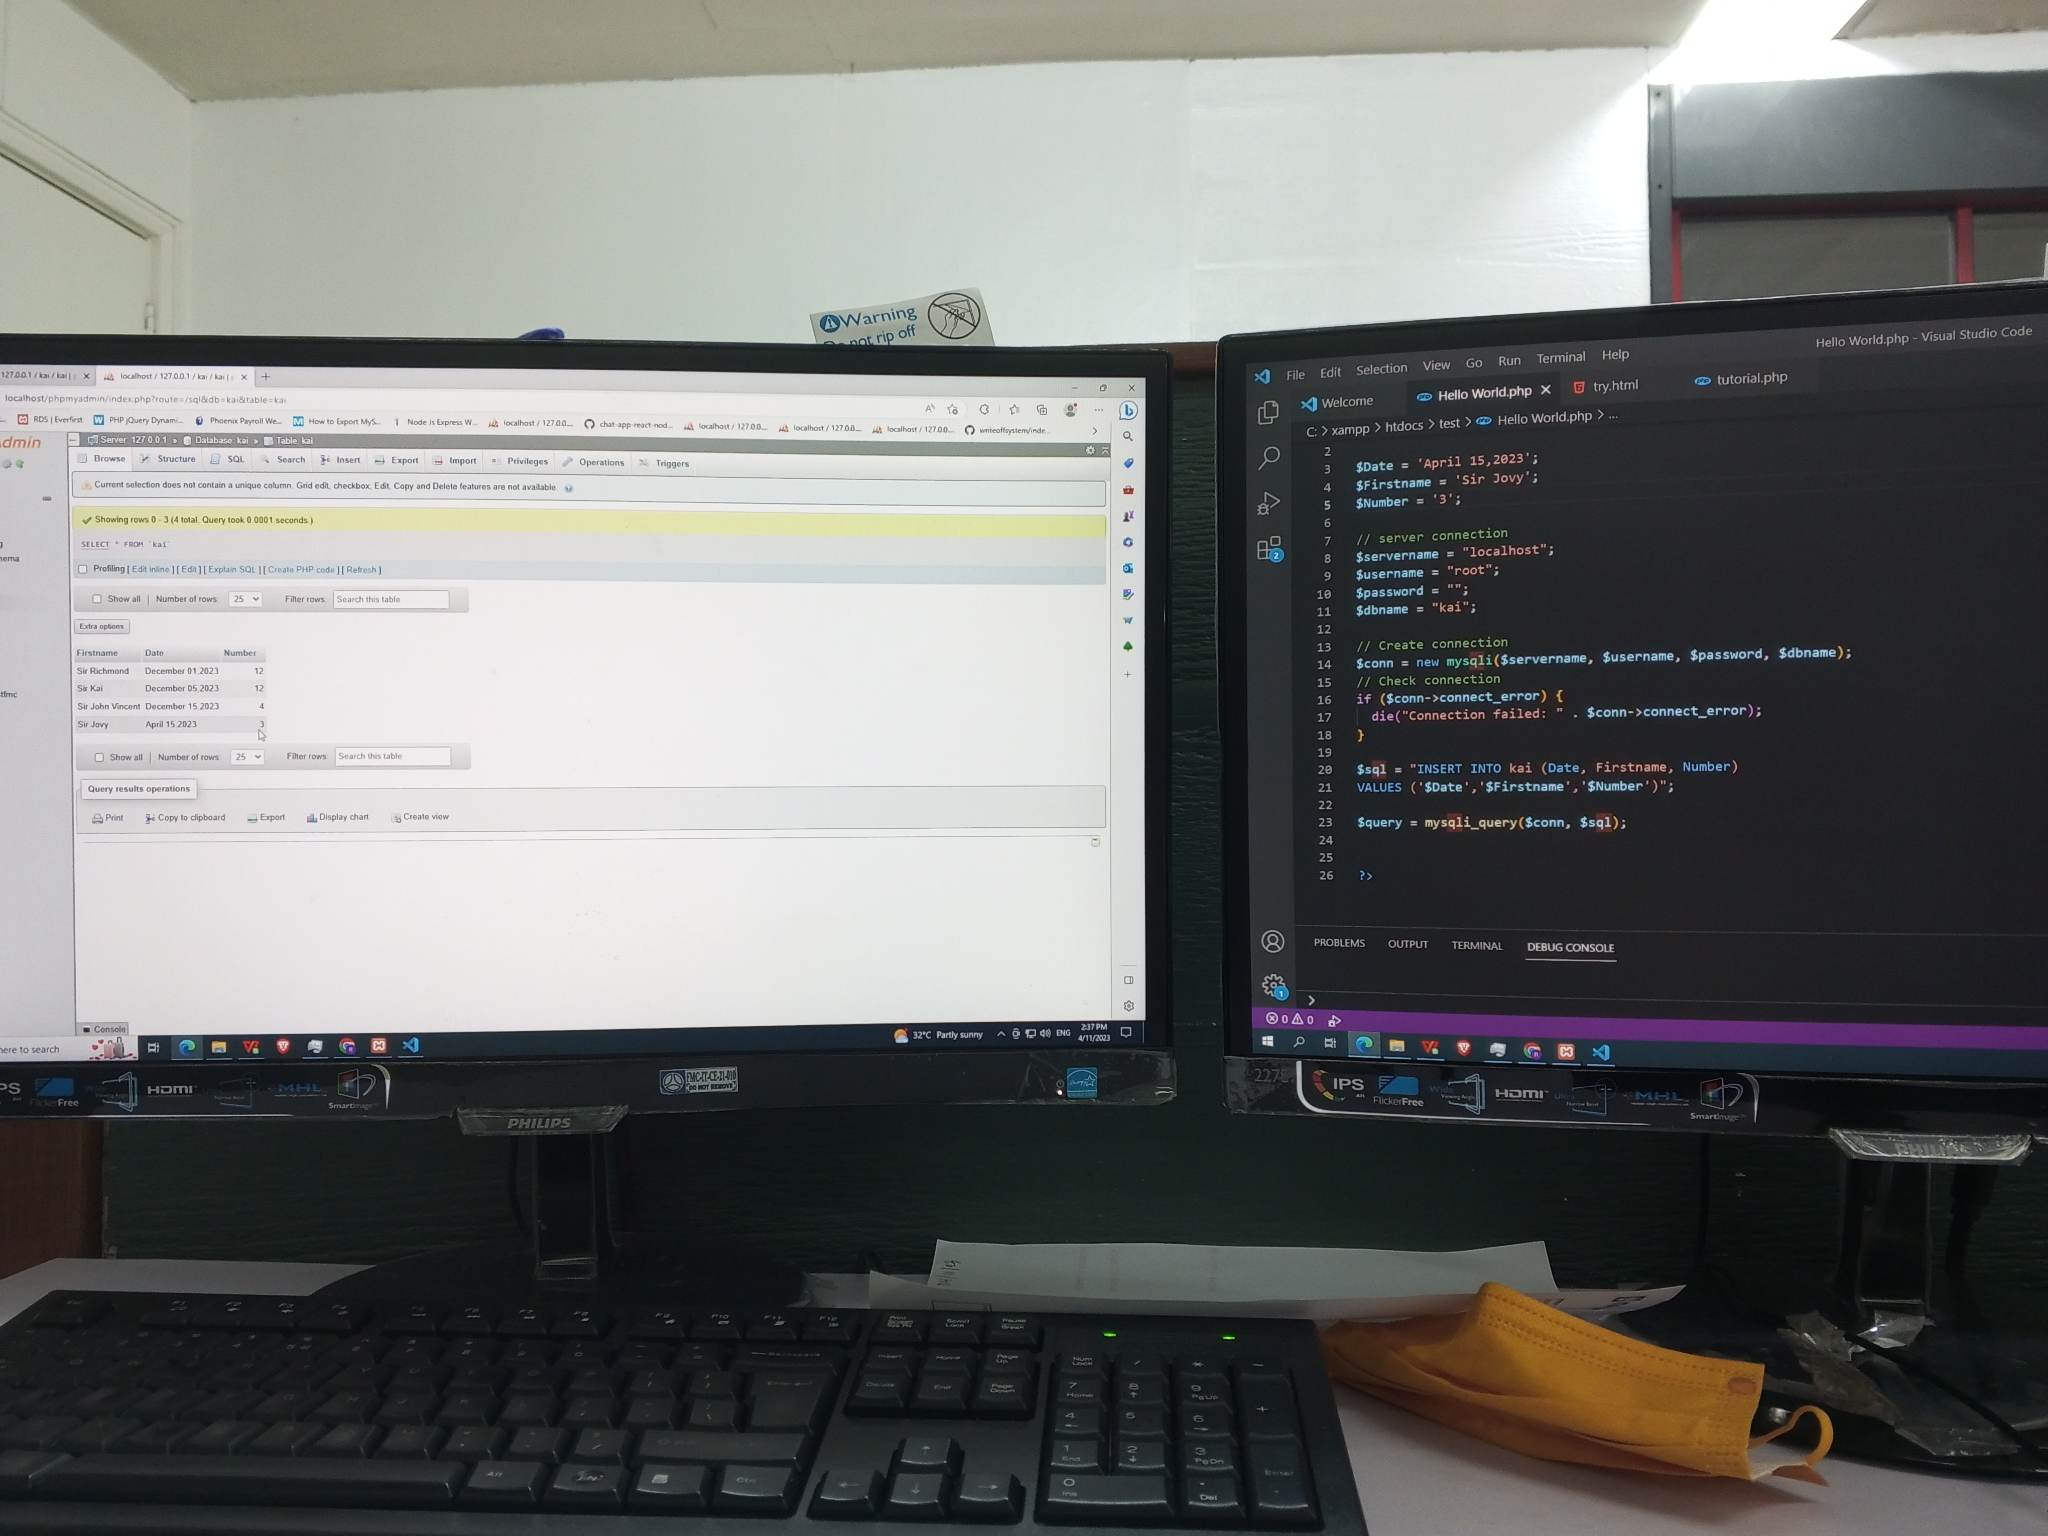 Warning
Do not rip off
127.0.0.1 / kai / kai |
localhost / 127.0.0.1 / kai / kai |
localhost/phpmyadmin/index.php?route=/sql&db=kai&table=kai
RDS | Everfirst
PHP jQuery Dynami...
Phoenix Payroll We...
How to Export MyS...
Node Js Express W...
localhost / 127.0.0...
chat-app-react-nod...
localhost / 127.0.0...
localhost / 127.0.0...
localhost / 127.0.0...
writeoffsystem/inde...
Admin
Server: 127.0.0.1 » Database: kai » Table: kai
Browse Structure SQL Search Insert Export Import Privileges Operations Triggers
Current selection does not contain a unique column. Grid edit, checkbox, Edit, Copy and Delete features are not available.
Showing rows 0 - 3 (4 total, Query took 0.0001 seconds.)
SELECT * FROM `kai`
Profiling [ Edit inline ] [ Edit ] [ Explain SQL ] [ Create PHP code ] [ Refresh ]
Show all | Number of rows: 25 Filter rows: Search this table
Extra options
Firstname Date Number
Sir Richmond December 01,2023 12
Sir Kai December 05,2023 12
Sir John Vincent December 15,2023 4
Sir Jovy April 15,2023 3
Show all | Number of rows: 25 Filter rows: Search this table
Query results operations
Print Copy to clipboard Export Display chart Create view
Console
here to search
32°C Partly sunny
ENG
2:37 PM
4/11/2023
FlickerFree
HDMI
MHL
SmartImage
FMC-IT-CE-21-010
DO NOT REMOVE
PHILIPS
File Edit Selection View Go Run Terminal Help
Hello World.php - Visual Studio Code
Welcome
Hello World.php
try.html
tutorial.php
C: > xampp > htdocs > test > Hello World.php > ...
2
3 $Date = 'April 15,2023';
4 $Firstname = 'Sir Jovy';
5 $Number = '3';
6
7 // server connection
8 $servername = "localhost";
9 $username = "root";
10 $password = "";
11 $dbname = "kai";
12
13 // Create connection
14 $conn = new mysqli($servername, $username, $password, $dbname);
15 // Check connection
16 if ($conn->connect_error) {
17 die("Connection failed: " . $conn->connect_error);
18 }
19
20 $sql = "INSERT INTO kai (Date, Firstname, Number)
21 VALUES ('$Date','$Firstname','$Number')";
22
23 $query = mysqli_query($conn, $sql);
24
25
26 ?>
PROBLEMS OUTPUT TERMINAL DEBUG CONSOLE
0 0
IPS
FlickerFree
HDMI
MHL
SmartImage
PHILIPS